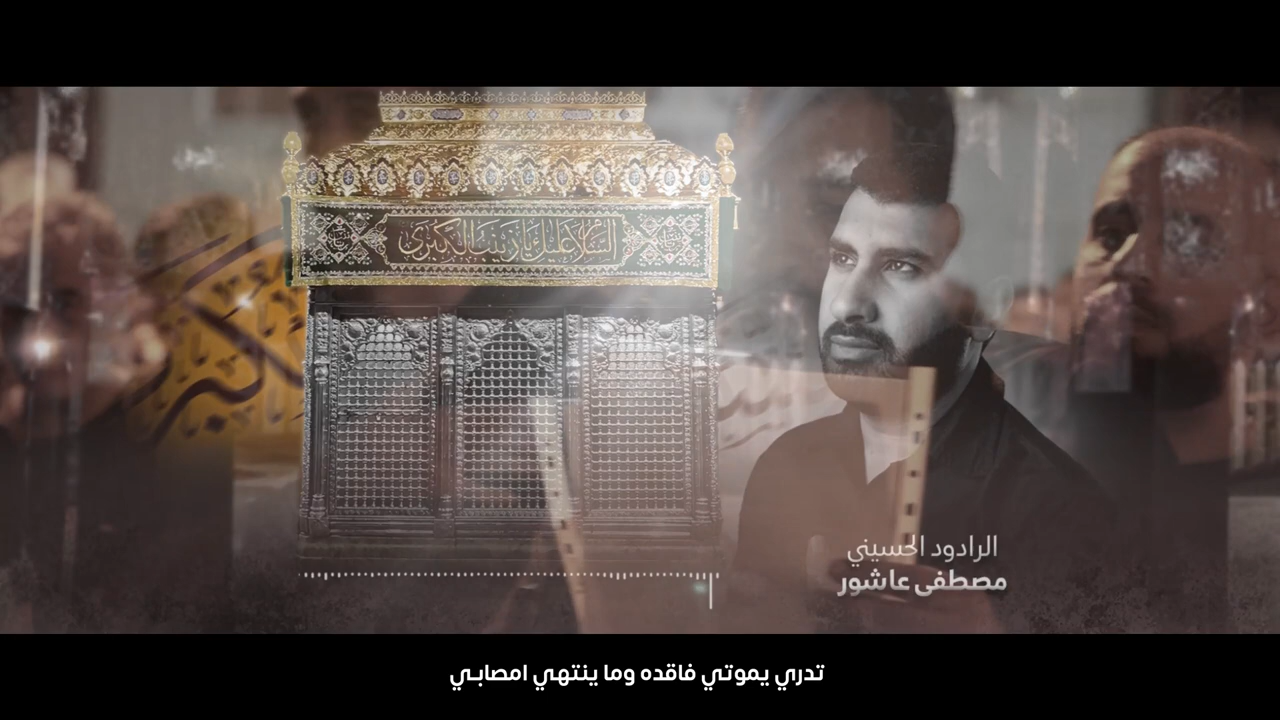 السلام عليك يا زينب الكبرى
الرادود الحسيني
مصطفى عاشور
تدري يموتي فاقده وما ينتهي امصابي